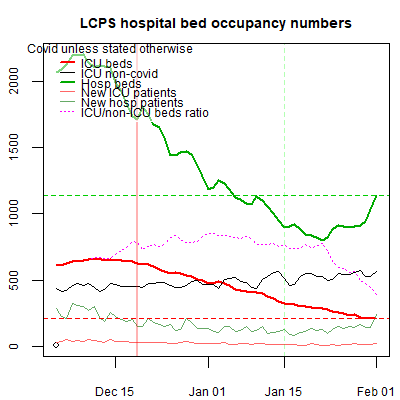 LCPS hospital bed occupancy numbers
Covid unless stated otherwise
ICU beds
ICU non-covid
Hosp beds
New ICU patients
New hosp patients
ICU/non-ICU beds ratio
2000
1500
1000
500
0
Dec 15
Jan 01
Jan 15
Feb 01